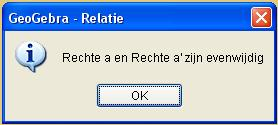 GeoGebra - Relatie
Rechte a en Rechte a' zijn evenwijdig
OK